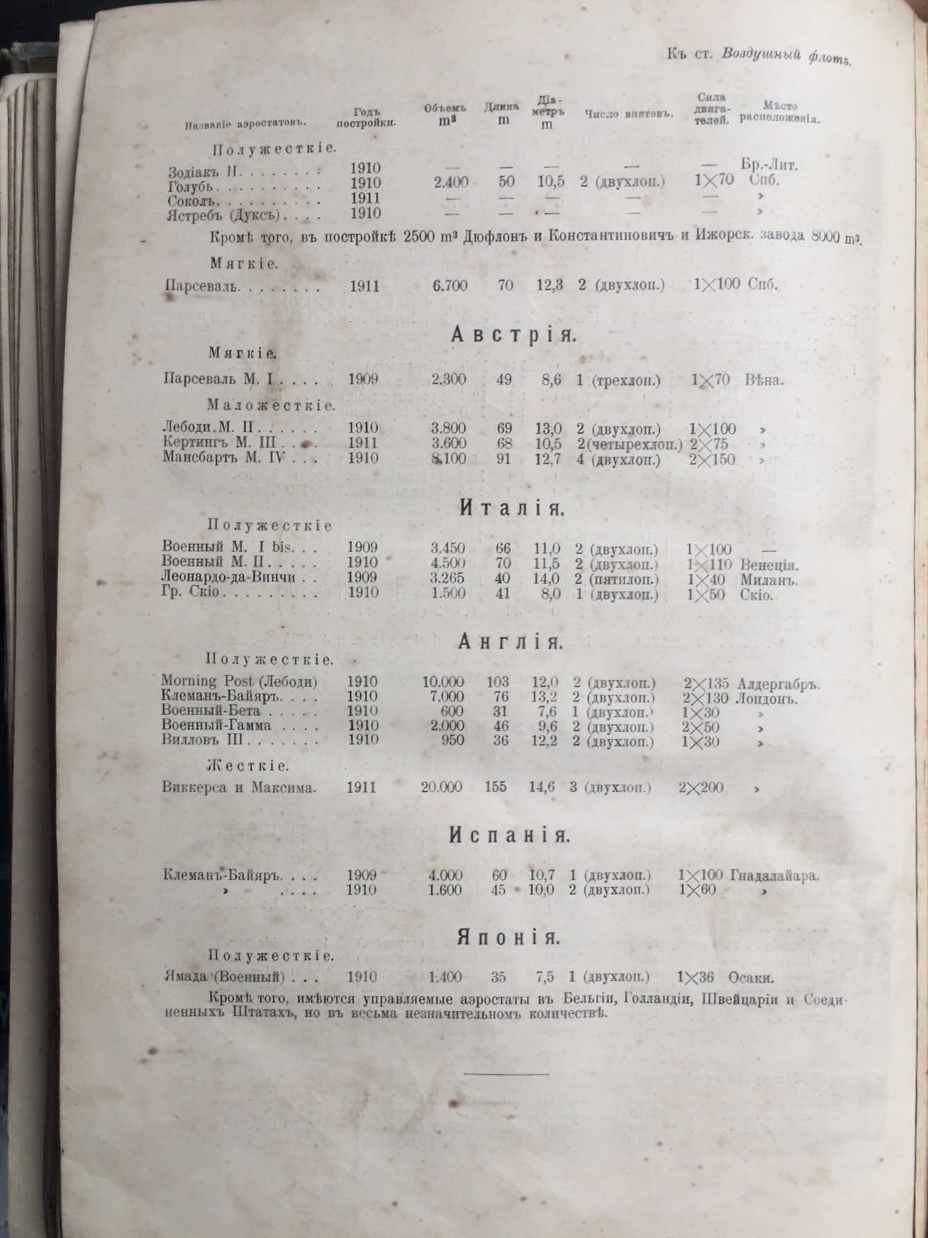 Къ ст. Воздушный флотъ.
Названіе аэростатовъ. Годъ постройки. Объемъ m³ Длина m Діаметръ m Число винтовъ. Сила двигателей. Мѣсто расположенія.
Полужесткіе.
Зодіакъ II. . . . . . . . 1910 — — — — — Бр.-Лит.
Голубь. . . . . . . . . . 1910 2.400 50 10,5 2 (двухлоп.) 1×70 Спб.
Соколъ. . . . . . . . . . 1911 — — — — — »
Ястребъ (Дуксъ) . . . . 1910 — — — — — »
Кромѣ того, въ постройкѣ 2500 m³ Дюфлонъ и Константиновичъ и Ижорск. завода 8000 m³.
Мягкіе.
Парсеваль. . . . . . . . 1911 6.700 70 12,3 2 (двухлоп.) 1×100 Спб.
Австрія.
Мягкіе.
Парсеваль М. I . . . . 1909 2.300 49 8,6 1 (трехлоп.) 1×70 Вѣна.
Маложесткіе.
Лебоди М. II . . . . . . 1910 3.800 69 13,0 2 (двухлоп.) 1×100 »
Кертингъ М. III . . . . 1911 3.600 68 10,5 2(четырехлоп.) 2×75 »
Мансбартъ М. IV . . . 1910 8.100 91 12,7 4 (двухлоп.) 2×150 »
Италія.
Полужесткіе
Военный М. I bis. . . 1909 3.450 66 11,0 2 (двухлоп.) 1×100 —
Военный М. II . . . . . 1910 4.500 70 11,5 2 (двухлоп.) 1×110 Венеція.
Леонардо-да-Винчи . . 1909 3.265 40 14,0 2 (пятилоп.) 1×40 Миланъ.
Гр. Скіо . . . . . . . . . 1910 1.500 41 8,0 1 (двухлоп.) 1×50 Скіо.
Англія.
Полужесткіе.
Morning Post (Лебоди) 1910 10.000 103 12,0 2 (двухлоп.) 2×135 Алдергабръ.
Клеманъ-Байяръ. . . . 1910 7.000 76 13,2 2 (двухлоп.) 2×130 Лондонъ.
Военный-Бета . . . . . 1910 600 31 7,6 1 (двухлоп.) 1×30 »
Военный-Гамма . . . . 1910 2.000 46 9,6 2 (двухлоп.) 2×50 »
Вилловъ III . . . . . . . 1910 950 36 12,2 2 (двухлоп.) 1×30 »
Жесткіе.
Виккерса и Максима. 1911 20.000 155 14,6 3 (двухлоп.) 2×200 »
Испанія.
Клеманъ-Байяръ. . . . 1909 4.000 60 10,7 1 (двухлоп.) 1×100 Гнадалайара.
» . . . . 1910 1.600 45 10,0 2 (двухлоп.) 1×60 »
Японія.
Полужесткіе.
Ямада (Военный) . . . 1910 1.400 35 7,5 1 (двухлоп.) 1×36 Осаки.
Кромѣ того, имѣются управляемые аэростаты въ Бельгіи, Голландіи, Швейцаріи и Соеди-
ненныхъ Штатахъ, но въ весьма незначительномъ количествѣ.